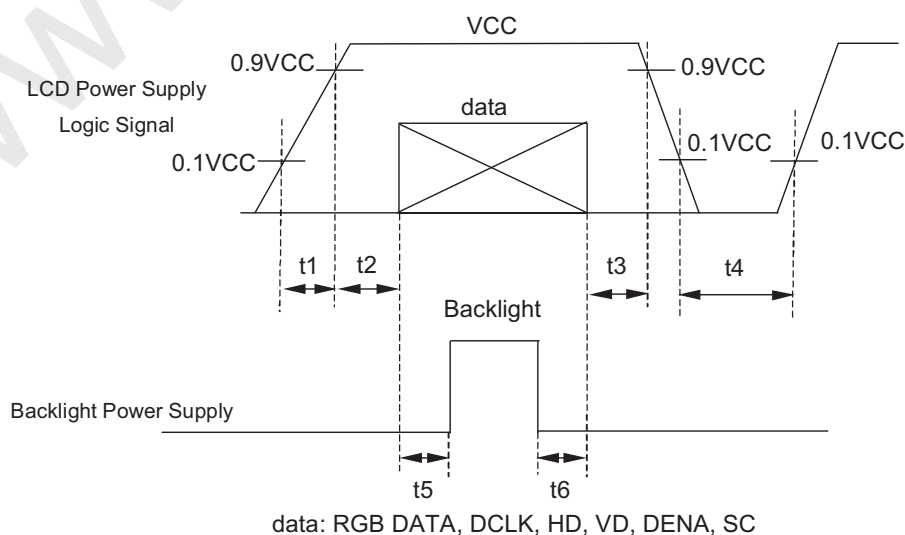 VCC
0.9VCC
0.9VCC
LCD Power Supply
Logic Signal
data
0.1VCC
0.1VCC
0.1VCC
t1
t2
t3
t4
Backlight
Backlight Power Supply
t5
t6
data: RGB DATA, DCLK, HD, VD, DENA, SC